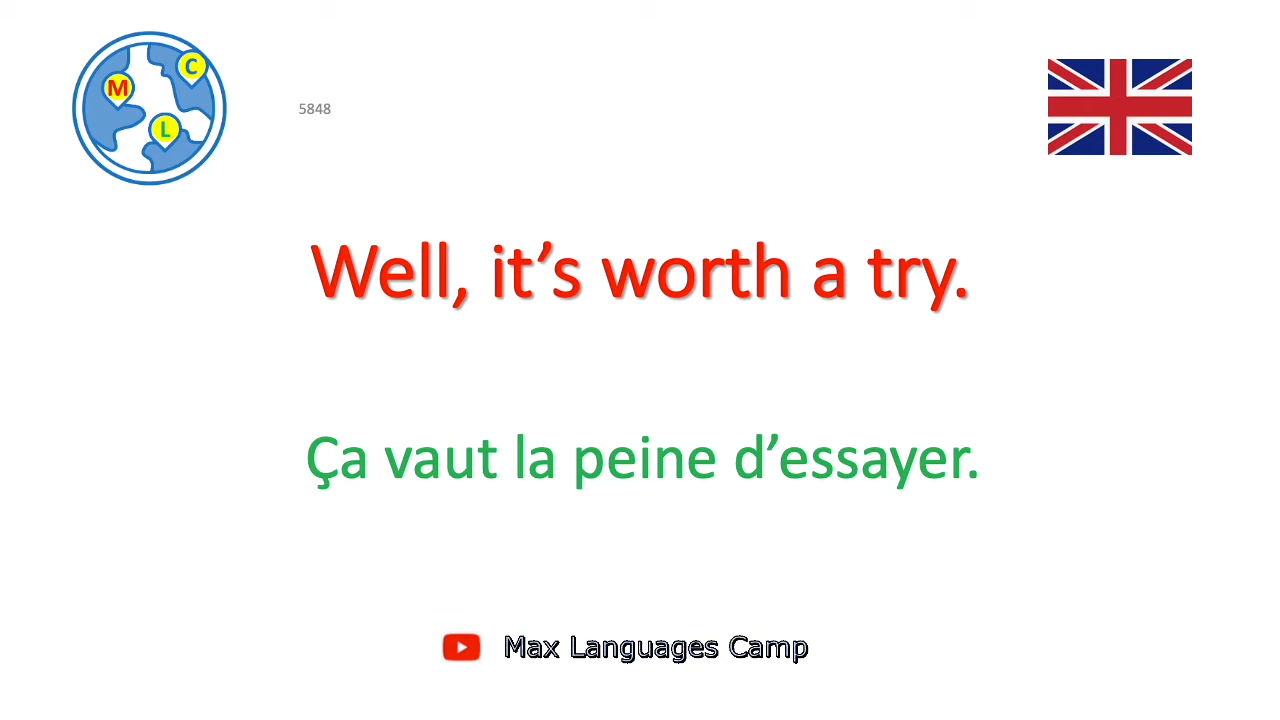 C
M
L
5848
Well, it’s worth a try.
Ça vaut la peine d’essayer.
Max Languages Camp